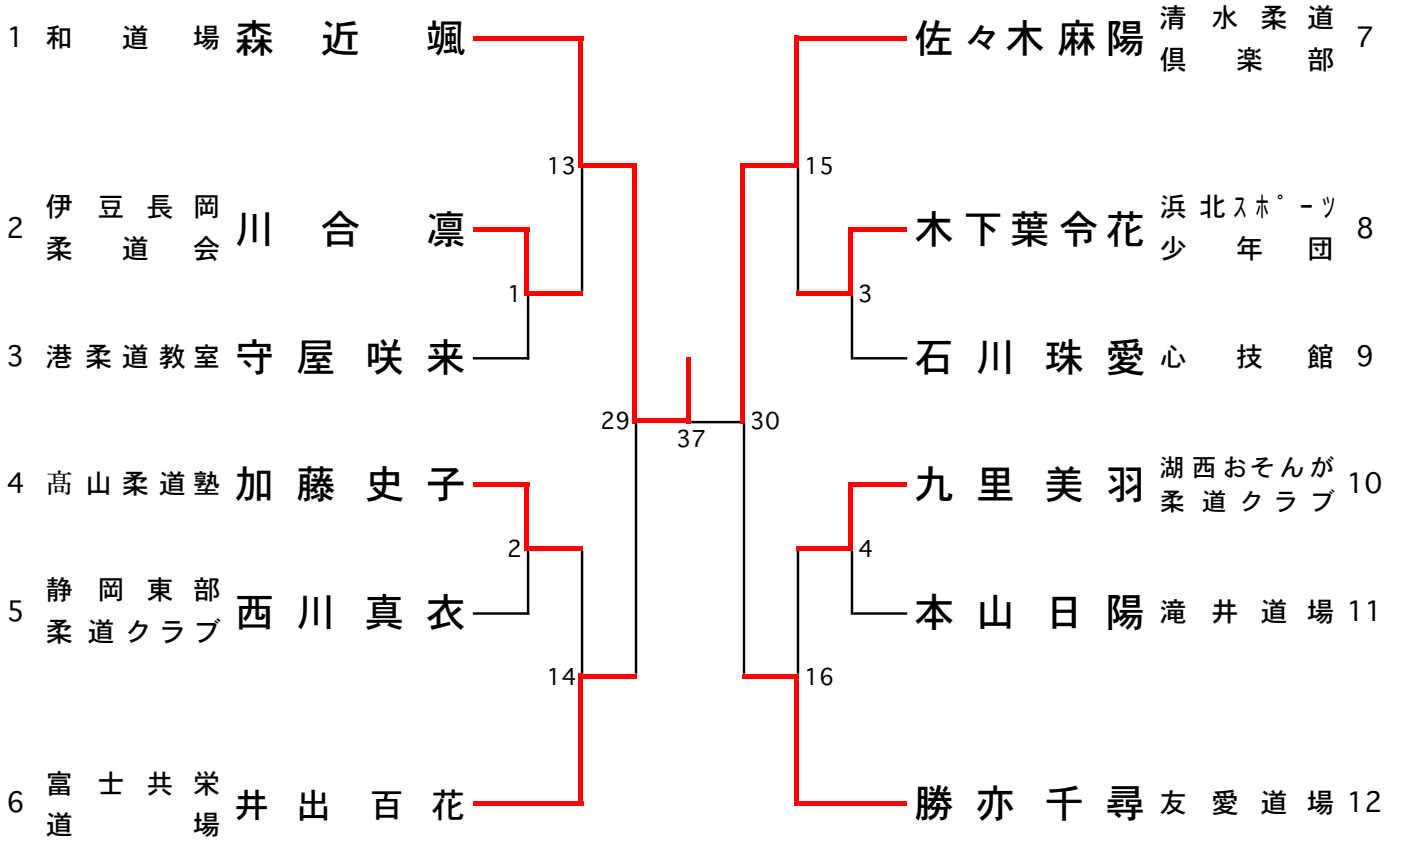 1 和道場 森近颯
2 伊豆長岡柔道会 川合凛
3 港柔道教室 守屋咲来
4 髙山柔道塾 加藤史子
5 静岡東部柔道クラブ 西川真衣
6 富士共栄道場 井出百花
13
1
29
2
14
37
15
3
30
4
16
佐々木麻陽 清水柔道倶楽部 7
木下葉令花 浜北ｽﾎﾟｰﾂ少年団 8
石川珠愛 心技館 9
九里美羽 湖西おそんが柔道クラブ 10
本山日陽 滝井道場 11
勝亦千尋 友愛道場 12